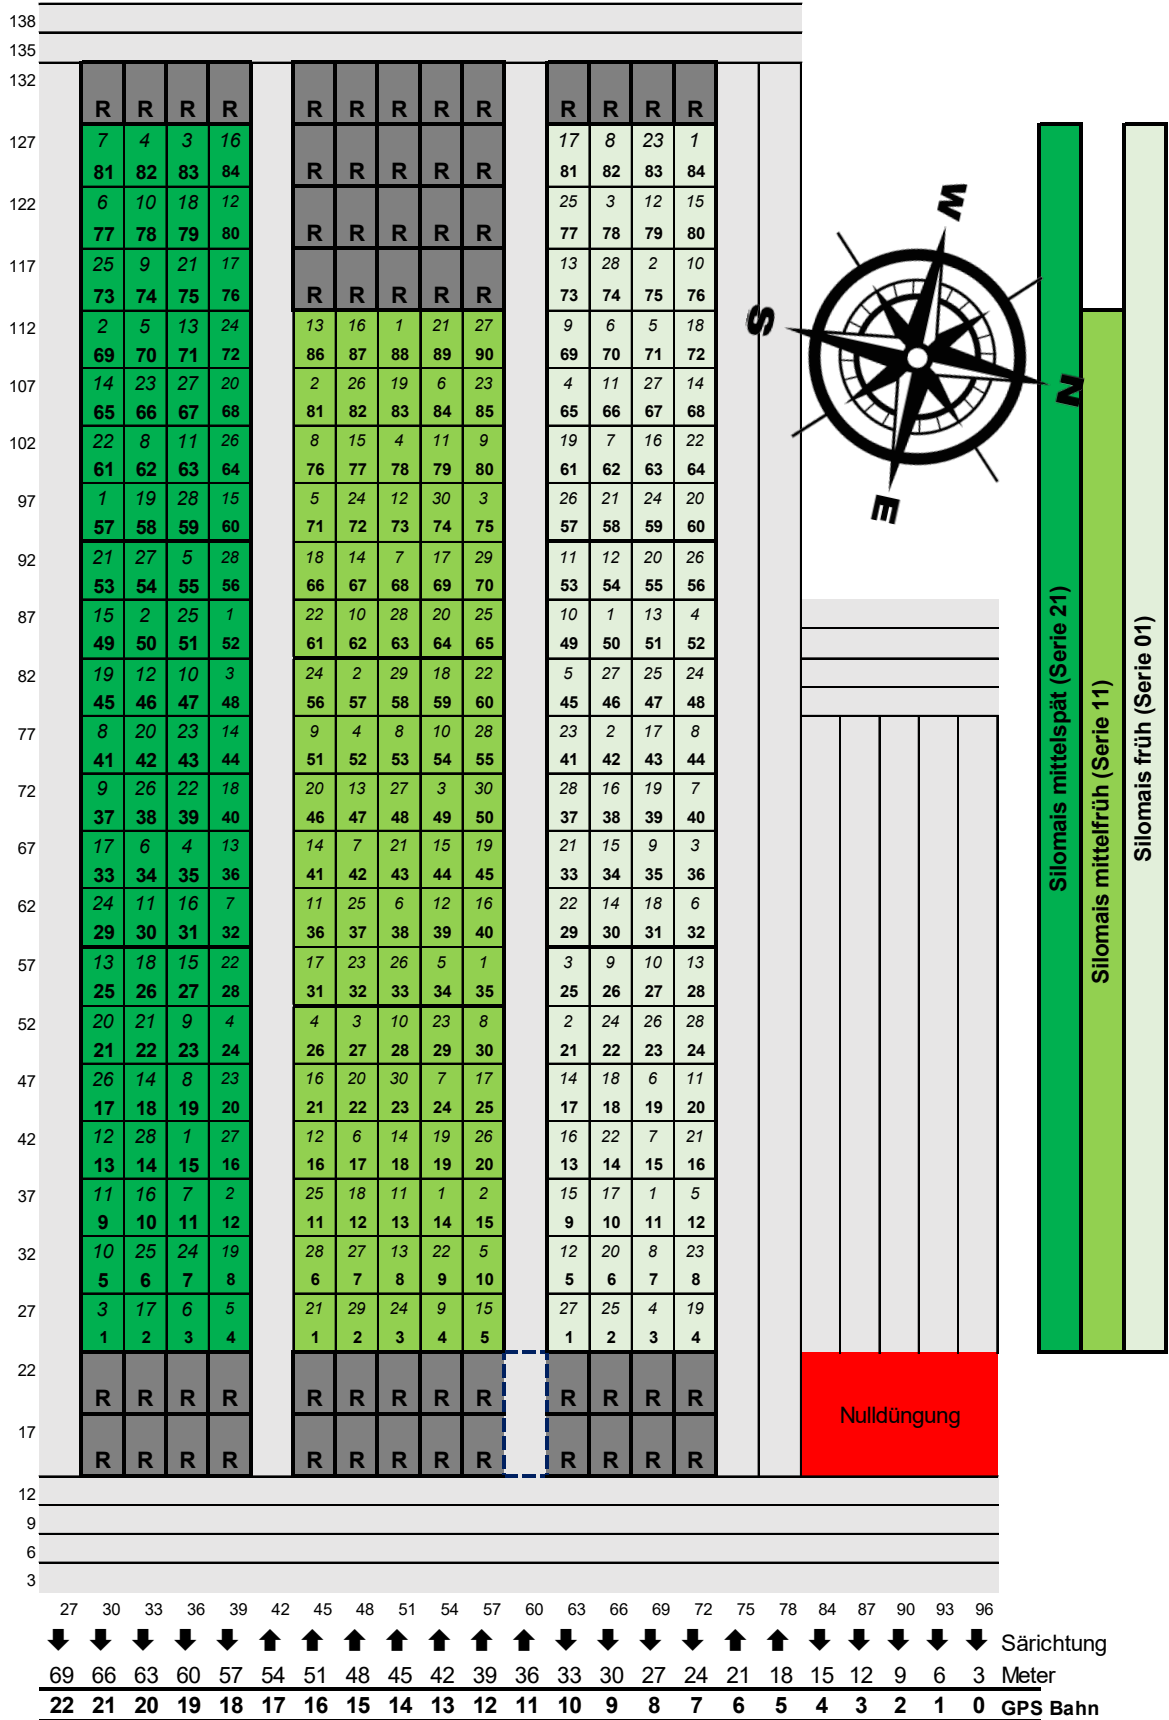 138
135
132
R R R R R R R R R R R R R
127 7 4 3 16 17 8 23 1
81 82 83 84 R R R R R 81 82 83 84
122 6 10 18 12 25 3 12 15
77 78 79 80 R R R R R 77 78 79 80
117 25 9 21 17 13 28 2 10
73 74 75 76 R R R R R 73 74 75 76
112 2 5 13 24 13 16 1 21 27 9 6 5 18
69 70 71 72 86 87 88 89 90 69 70 71 72
107 14 23 27 20 2 26 19 6 23 4 11 27 14
65 66 67 68 81 82 83 84 85 65 66 67 68
102 22 8 11 26 8 15 4 11 9 19 7 16 22
61 62 63 64 76 77 78 79 80 61 62 63 64
97 1 19 28 15 5 24 12 30 3 26 21 24 20
57 58 59 60 71 72 73 74 75 57 58 59 60
92 21 27 5 28 18 14 7 17 29 11 12 20 26
53 54 55 56 66 67 68 69 70 53 54 55 56
87 15 2 25 1 22 10 28 20 25 10 1 13 4
49 50 51 52 61 62 63 64 65 49 50 51 52
82 19 12 10 3 24 2 29 18 22 5 27 25 24
45 46 47 48 56 57 58 59 60 45 46 47 48
77 8 20 23 14 9 4 8 10 28 23 2 17 8
41 42 43 44 51 52 53 54 55 41 42 43 44
72 9 26 22 18 20 13 27 3 30 28 16 19 7
37 38 39 40 46 47 48 49 50 37 38 39 40
67 17 6 4 13 14 7 21 15 19 21 15 9 3
33 34 35 36 41 42 43 44 45 33 34 35 36
62 24 11 16 7 11 25 6 12 16 22 14 18 6
29 30 31 32 36 37 38 39 40 29 30 31 32
57 13 18 15 22 17 23 26 5 1 3 9 10 13
25 26 27 28 31 32 33 34 35 25 26 27 28
52 20 21 9 4 4 3 10 23 8 2 24 26 28
21 22 23 24 26 27 28 29 30 21 22 23 24
47 26 14 8 23 16 20 30 7 17 14 18 6 11
17 18 19 20 21 22 23 24 25 17 18 19 20
42 12 28 1 27 12 6 14 19 26 16 22 7 21
13 14 15 16 16 17 18 19 20 13 14 15 16
37 11 16 7 2 25 18 11 1 2 15 17 1 5
9 10 11 12 11 12 13 14 15 9 10 11 12
32 10 25 24 19 28 27 13 22 5 12 20 8 23
5 6 7 8 6 7 8 9 10 5 6 7 8
27 3 17 6 5 21 29 24 9 15 27 25 4 19
1 2 3 4 1 2 3 4 5 1 2 3 4
22
R R R R R R R R R R R R R
17
R R R R R R R R R R R R R
12
9
6
3
W
S
N
E
Silomais mittelspät (Serie 21)
Silomais mittelfrüh (Serie 11)
Silomais früh (Serie 01)
Nulldüngung
27 30 33 36 39 42 45 48 51 54 57 60 63 66 69 72 75 78 84 87 90 93 96
Särichtung
69 66 63 60 57 54 51 48 45 42 39 36 33 30 27 24 21 18 15 12 9 6 3 Meter
22 21 20 19 18 17 16 15 14 13 12 11 10 9 8 7 6 5 4 3 2 1 0 GPS Bahn